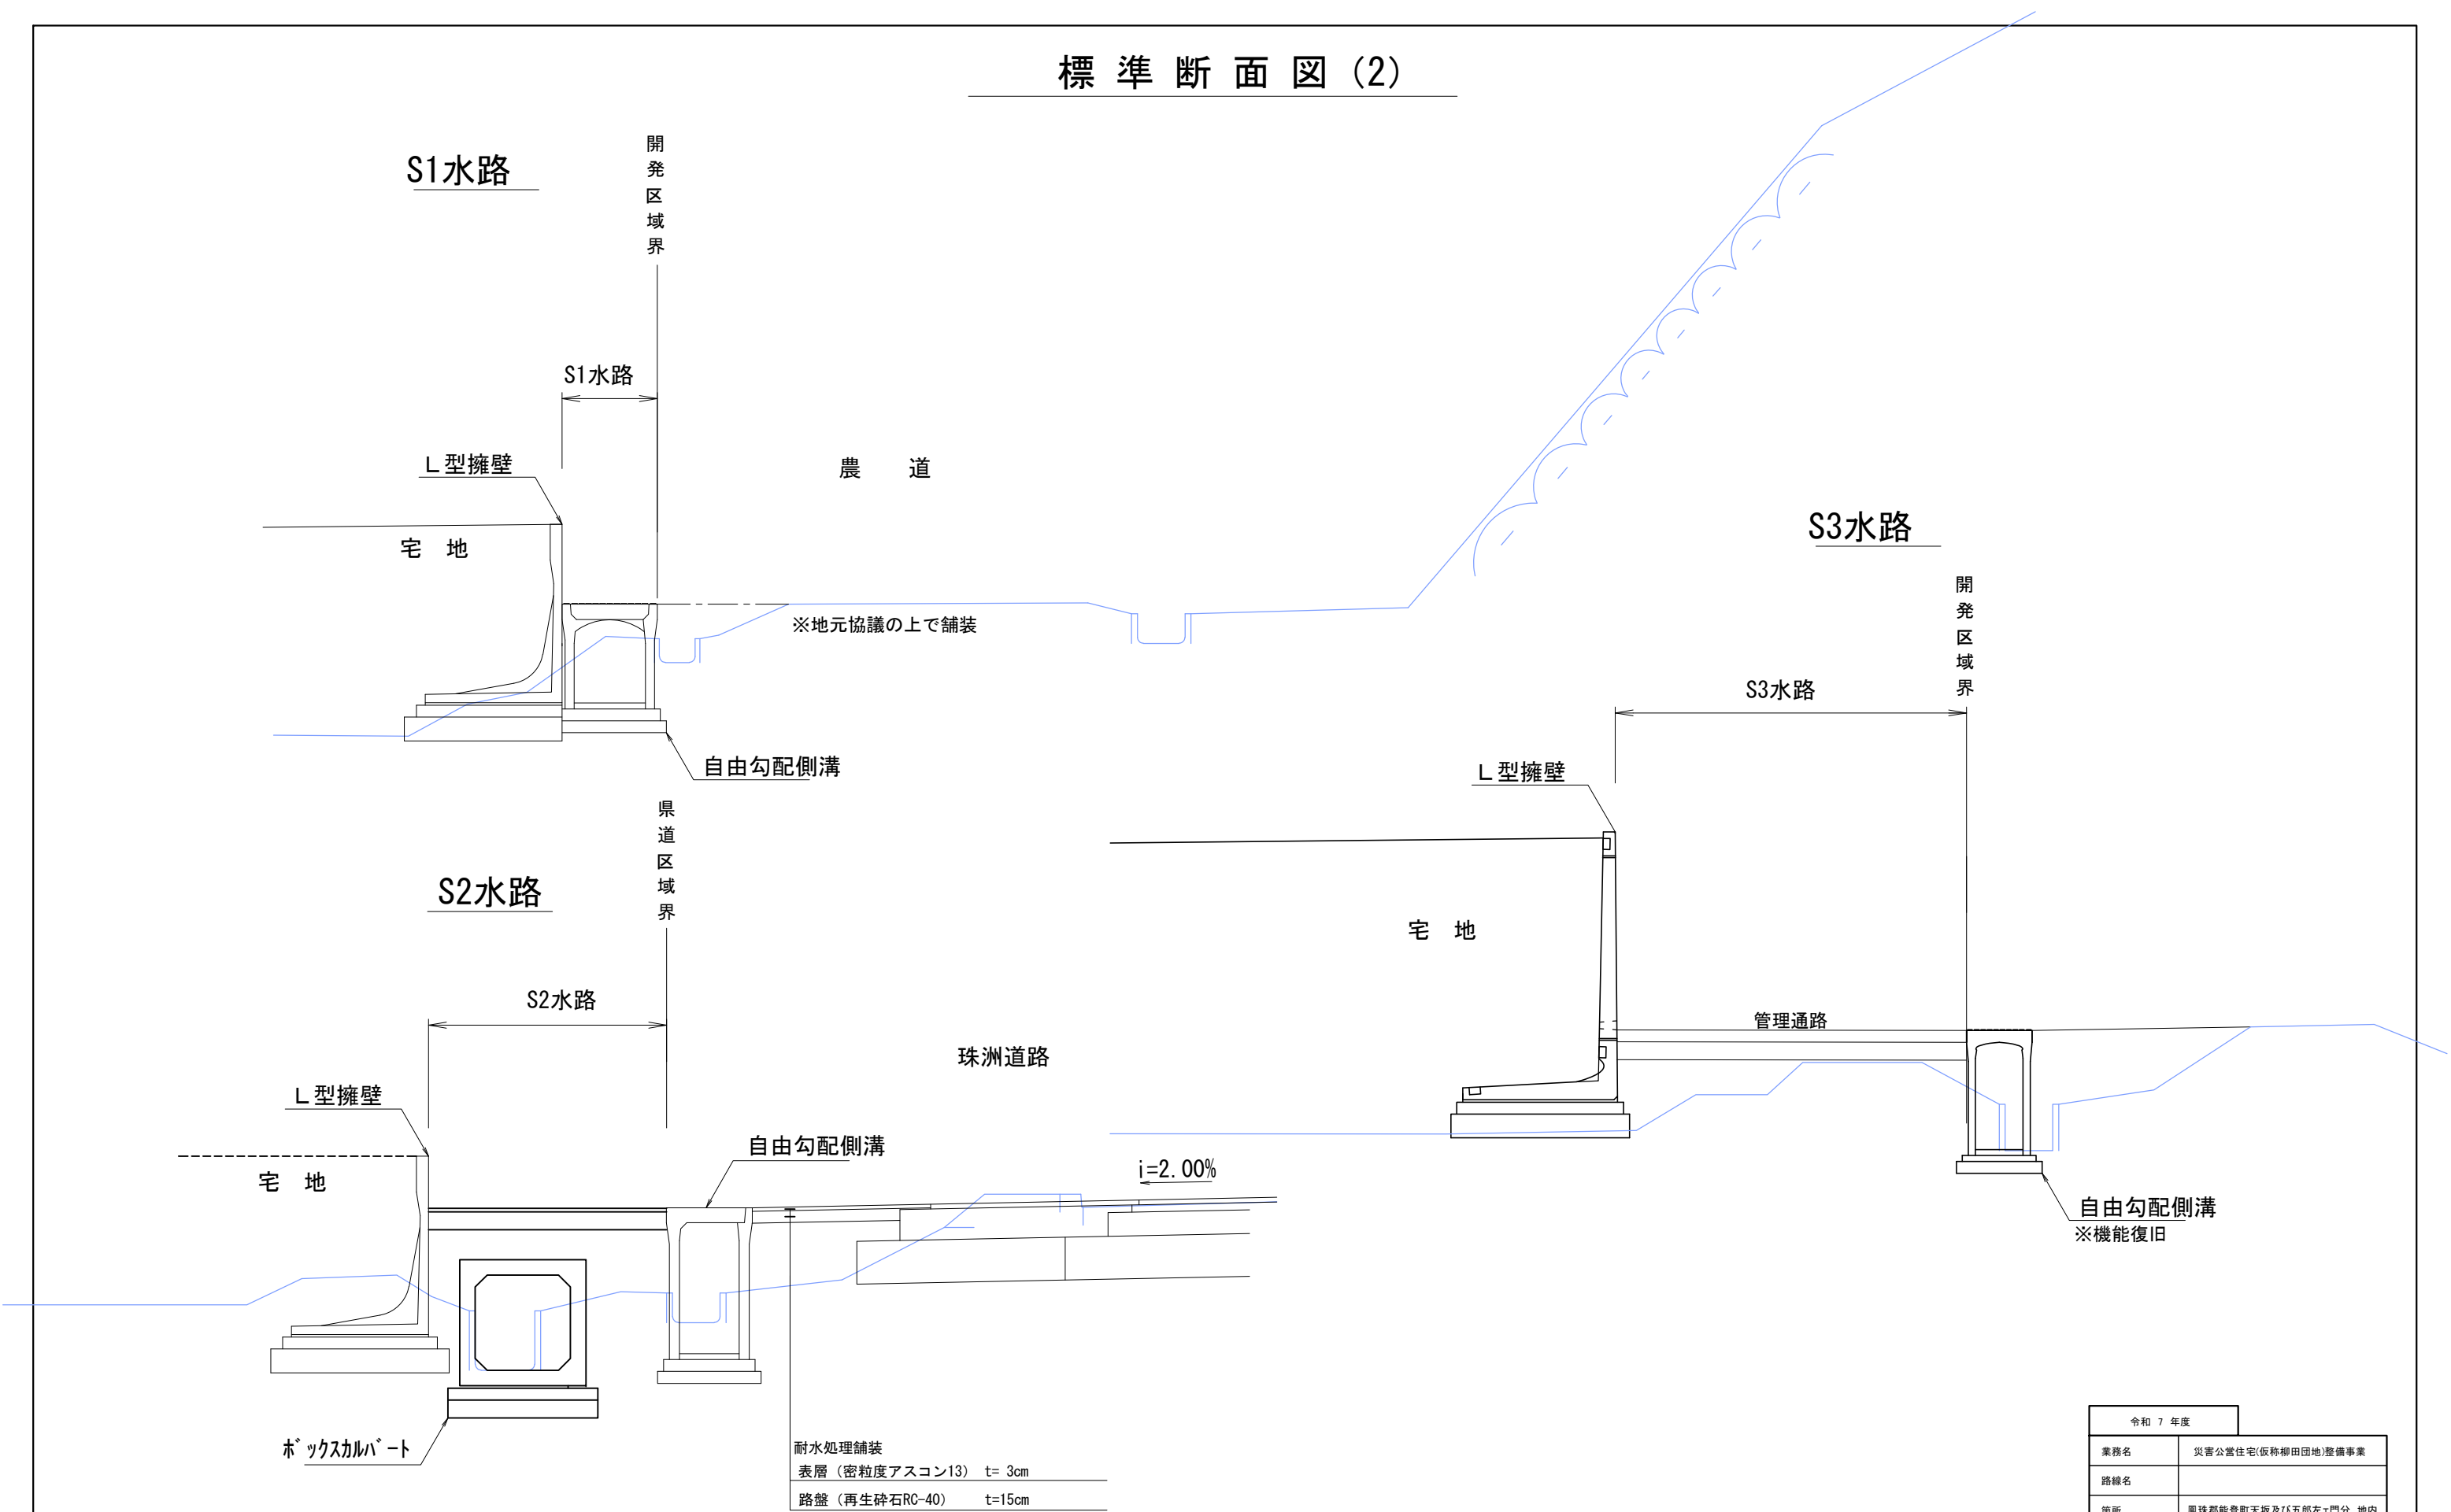 標準断面図(2)
S1水路
開発区域界
S1水路
L型擁壁
農 道
宅 地
※地元協議の上で舗装
自由勾配側溝
S3水路
開発区域界
S3水路
L型擁壁
宅 地
管理通路
自由勾配側溝
※機能復旧
県道区域界
S2水路
S2水路
珠洲道路
L型擁壁
自由勾配側溝
i=2.00%
宅 地
ボックスカルバート
耐水処理舗装
表層(密粒度アスコン13) t= 3cm
路盤(再生砕石RC-40) t=15cm
令和 7 年度
業務名 災害公営住宅(仮称柳田団地)整備事業
路線名